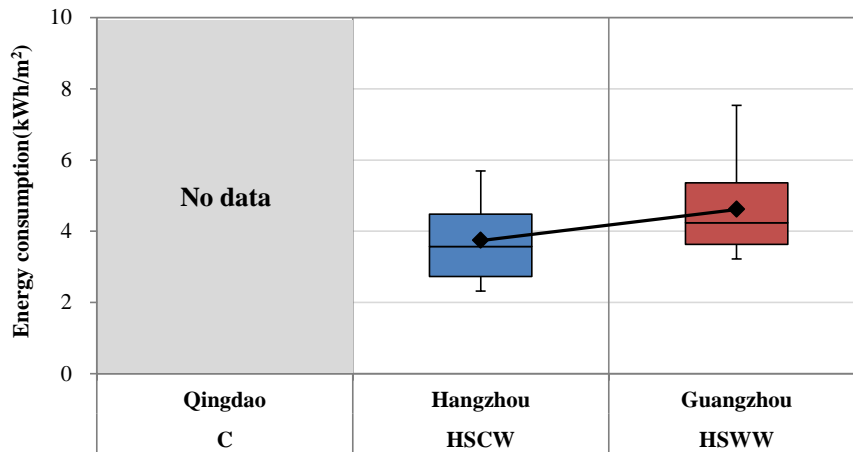 10
8
6
4
2
0
Energy consumption(kWh/m²)
No data
Qingdao Hangzhou Guangzhou
C HSCW HSWW